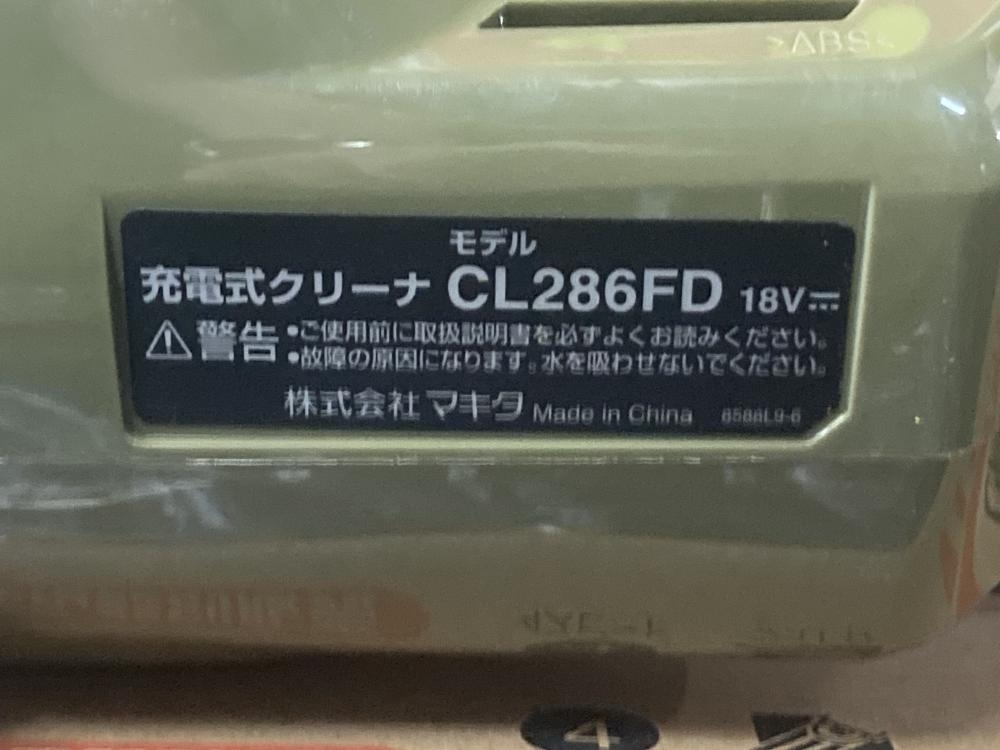 >ABS<
モデル
充電式クリーナ CL286FD 18V⎓
⚠警告 •ご使用前に取扱説明書を必ずよくお読みください。
•故障の原因になります。水を吸わせないでください。
株式会社マキタ Made in China 8588L9-6
4